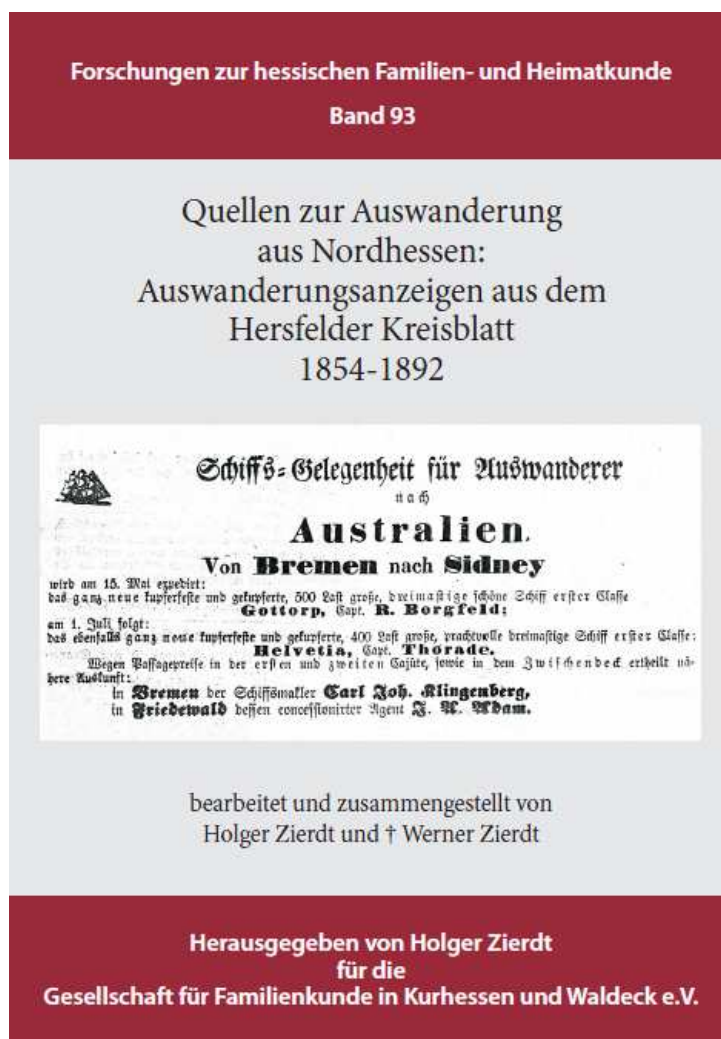 Forschungen zur hessischen Familien- und Heimatkunde
Band 93
Quellen zur Auswanderung
aus Nordhessen:
Auswanderungsanzeigen aus dem
Hersfelder Kreisblatt
1854-1892
Schiffs-Gelegenheit für Auswanderer
nach
Australien.
Von Bremen nach Sidney
wird am 15. Mai expedirt:
das ganz neue kupferfeste und gekupferte, 500 Last große, dreimastige schöne Schiff erster Classe
Gottorp, Capt. R. Borgfeld;
am 1. Juli folgt:
das ebenfalls ganz neue kupferfeste und gekupferte, 400 Last große, prachtvolle dreimastige Schiff erster Classe:
Helvetia, Capt. Thorade.
Wegen Passagepreise in der ersten und zweiten Cajüte, sowie in dem Zwischendeck ertheilt nä-
here Auskunft:
in Bremen der Schiffsmakler Carl Joh. Klingenberg,
in Friedewald dessen concessionirter Agent J. A. Adam.
bearbeitet und zusammengestellt von
Holger Zierdt und † Werner Zierdt
Herausgegeben von Holger Zierdt
für die
Gesellschaft für Familienkunde in Kurhessen und Waldeck e.V.